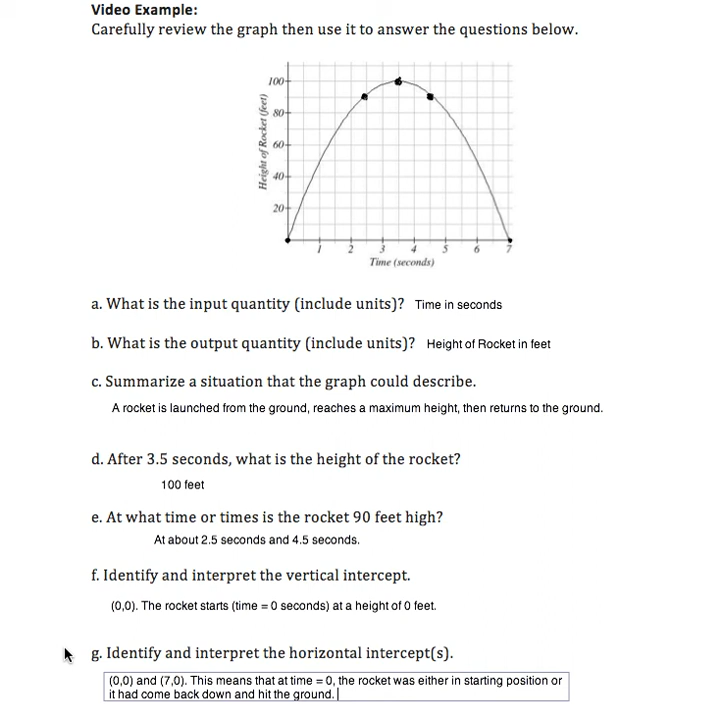 Video Example:
Carefully review the graph then use it to answer the questions below.
100
80
60
40
20
Height of Rocket (feet)
1 2 3 4 5 6 7
Time (seconds)
a. What is the input quantity (include units)? Time in seconds
b. What is the output quantity (include units)? Height of Rocket in feet
c. Summarize a situation that the graph could describe.
A rocket is launched from the ground, reaches a maximum height, then returns to the ground.
d. After 3.5 seconds, what is the height of the rocket?
100 feet
e. At what time or times is the rocket 90 feet high?
At about 2.5 seconds and 4.5 seconds.
f. Identify and interpret the vertical intercept.
(0,0). The rocket starts (time = 0 seconds) at a height of 0 feet.
g. Identify and interpret the horizontal intercept(s).
(0,0) and (7,0). This means that at time = 0, the rocket was either in starting position or
it had come back down and hit the ground.